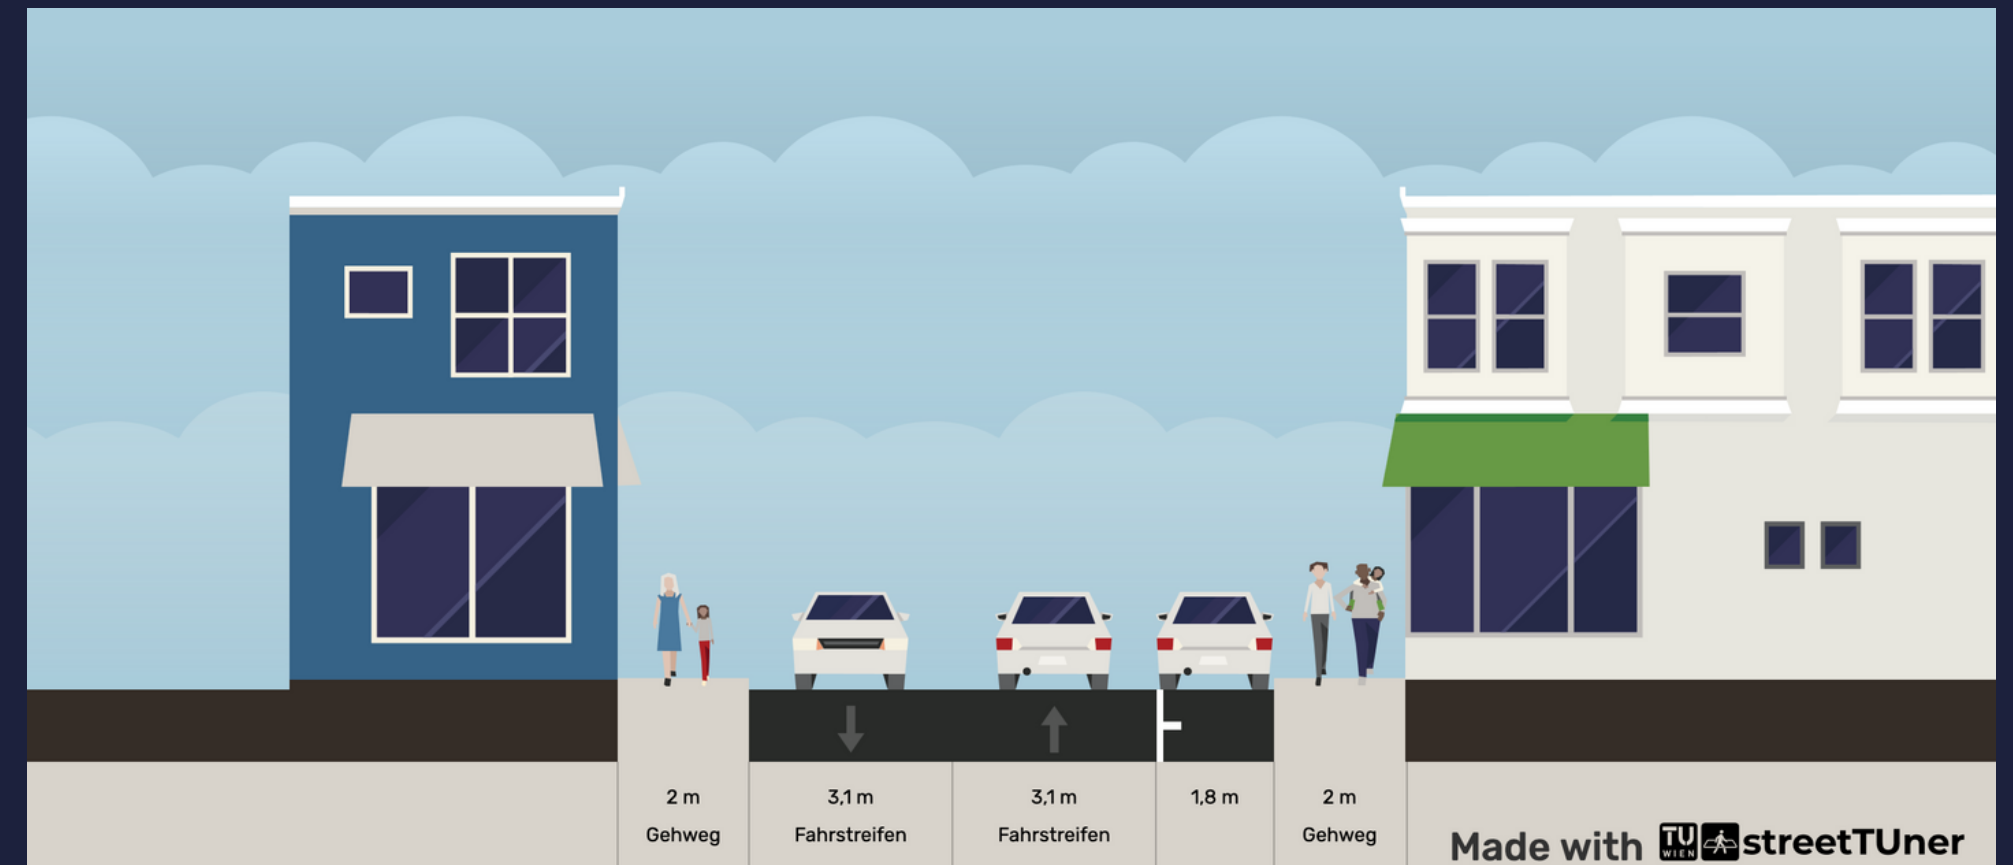 2 m
Gehweg
3,1 m
Fahrstreifen
3,1 m
Fahrstreifen
1,8 m
2 m
Gehweg
Made with TU WIEN streetTUner